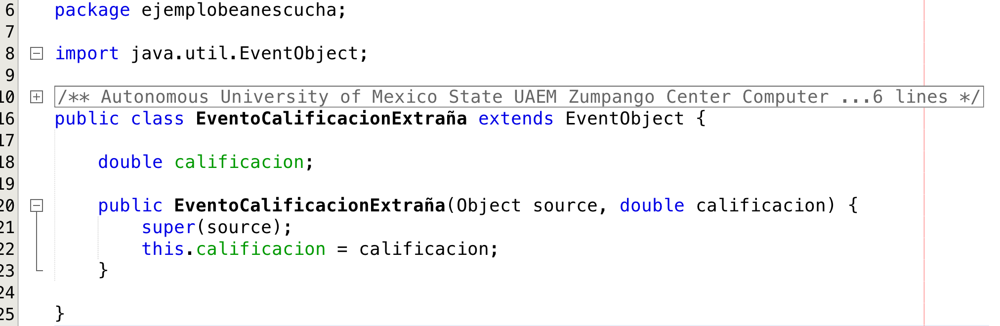 6 package ejemplobeanescucha;
7
8 import java.util.EventObject;
9
10 /** Autonomous University of Mexico State UAEM Zumpango Center Computer ...6 lines */
16 public class EventoCalificacionExtraña extends EventObject {
17
18 double calificacion;
19
20 public EventoCalificacionExtraña(Object source, double calificacion) {
21 super(source);
22 this.calificacion = calificacion;
23 }
24
25 }